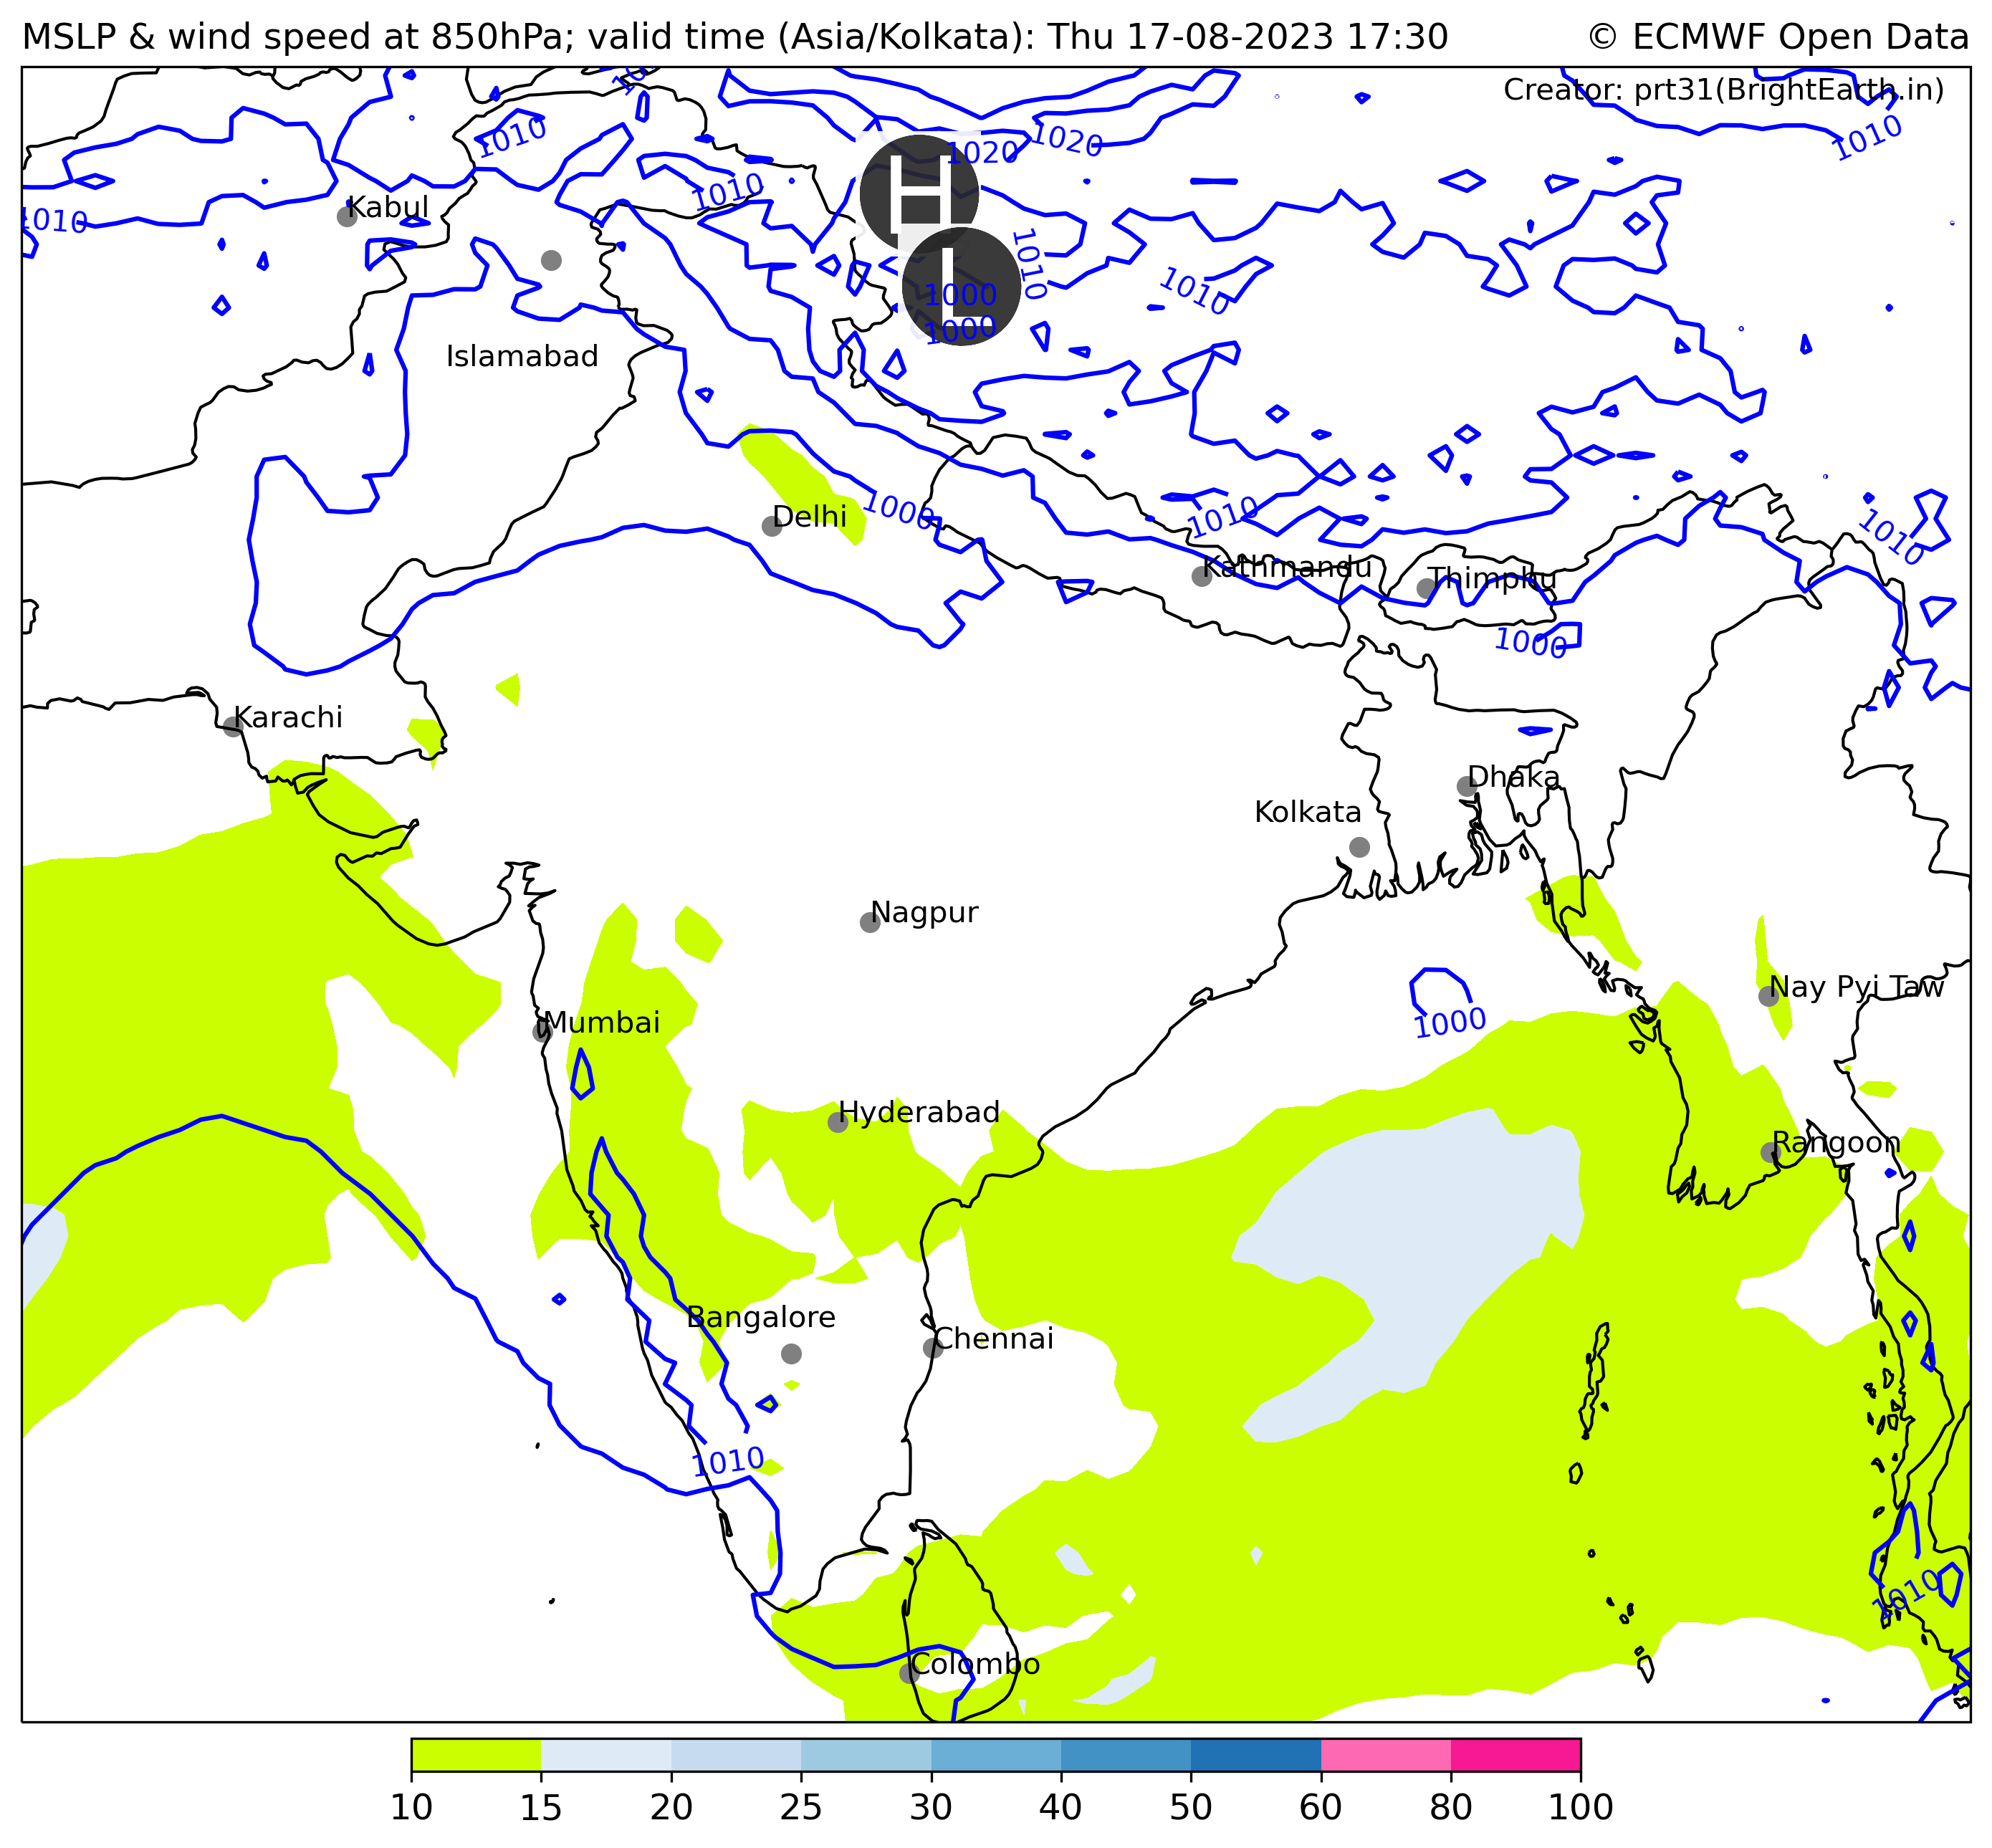 MSLP & wind speed at 850hPa; valid time (Asia/Kolkata): Thu 17-08-2023 17:30
© ECMWF Open Data
Creator: prt31(BrightEarth.in)
1010
1020
1020
1010
1010
1010
Kabul
H
1010
1010
L
1000
1000
Islamabad
1000
Delhi
1010
1010
Kathmandu
Thimphu
1000
Karachi
Dhaka
Kolkata
Nagpur
Nay Pyi Taw
Mumbai
1000
Hyderabad
Rangoon
Bangalore
Chennai
1010
1010
Colombo
10 15 20 25 30 40 50 60 80 100